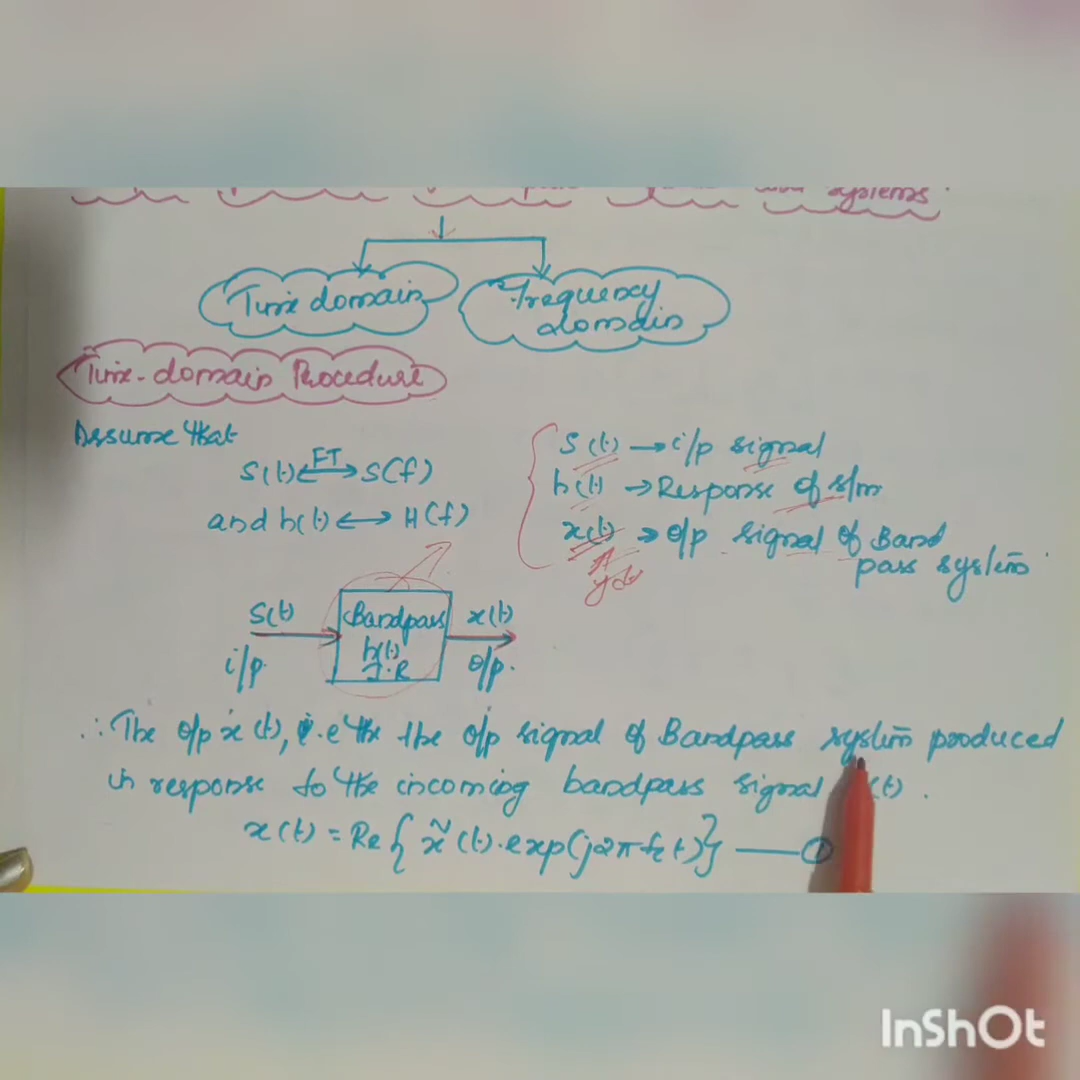 systems
Time domain
Frequency
domain
Time-domain Procedure
Assume that
S(t) ⟷FT S(f)
and h(t) ⟷ H(f)
S(t) → i/p signal
h(t) → Response of s/m
x(t) → o/p signal of Band
pass system
y(t)
S(t)
i/p.
Bandpass
h(t)
I.R
x(t)
o/p.
∴ The o/p x(t), i.e the the o/p signal of Bandpass system produced
in response to the incoming bandpass signal (t).
x(t) = Re{x̃(t).exp(j2πfct)} — ①
InShOt